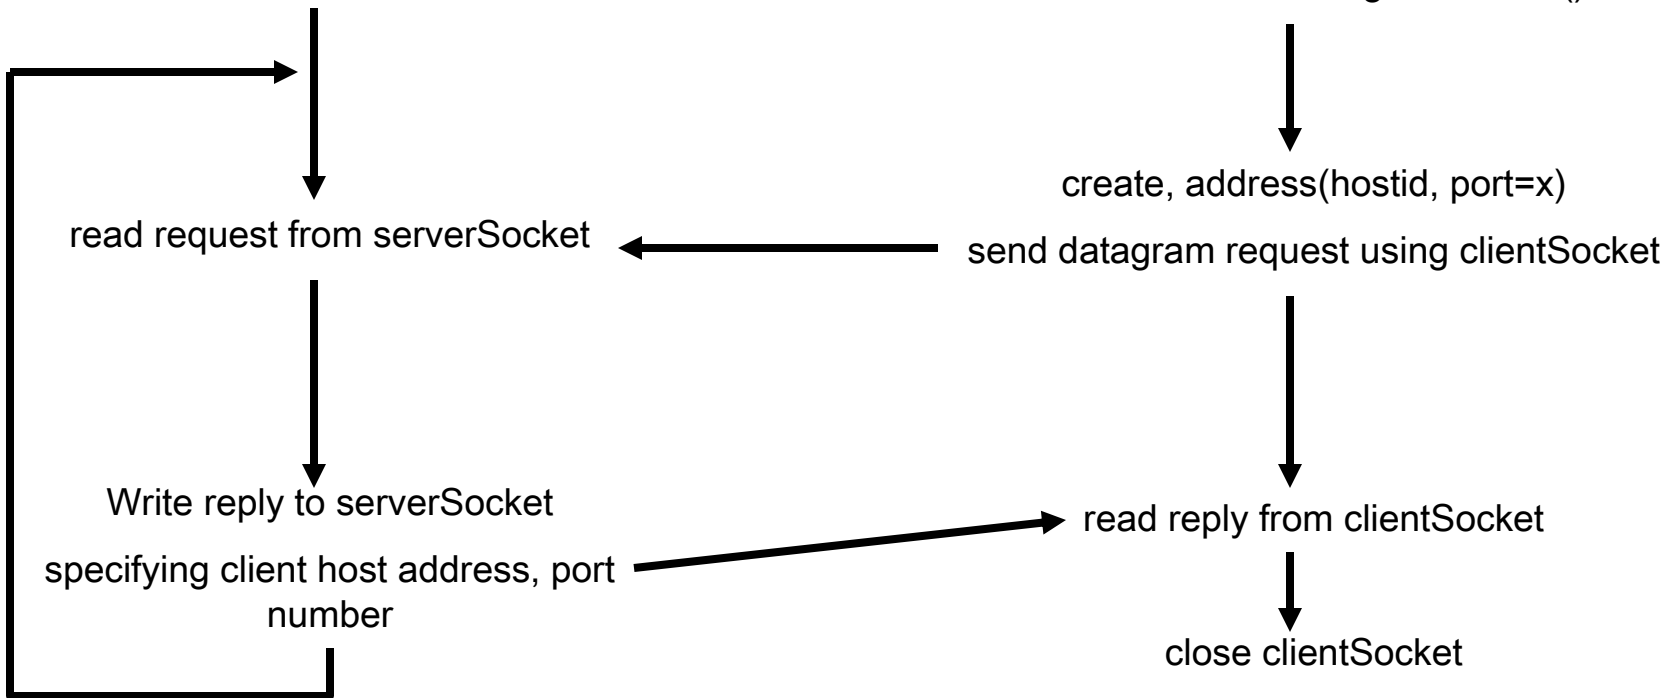 create, address(hostid, port=x)
read request from serverSocket
send datagram request using clientSocket
Write reply to serverSocket
read reply from clientSocket
specifying client host address, port
number
close clientSocket